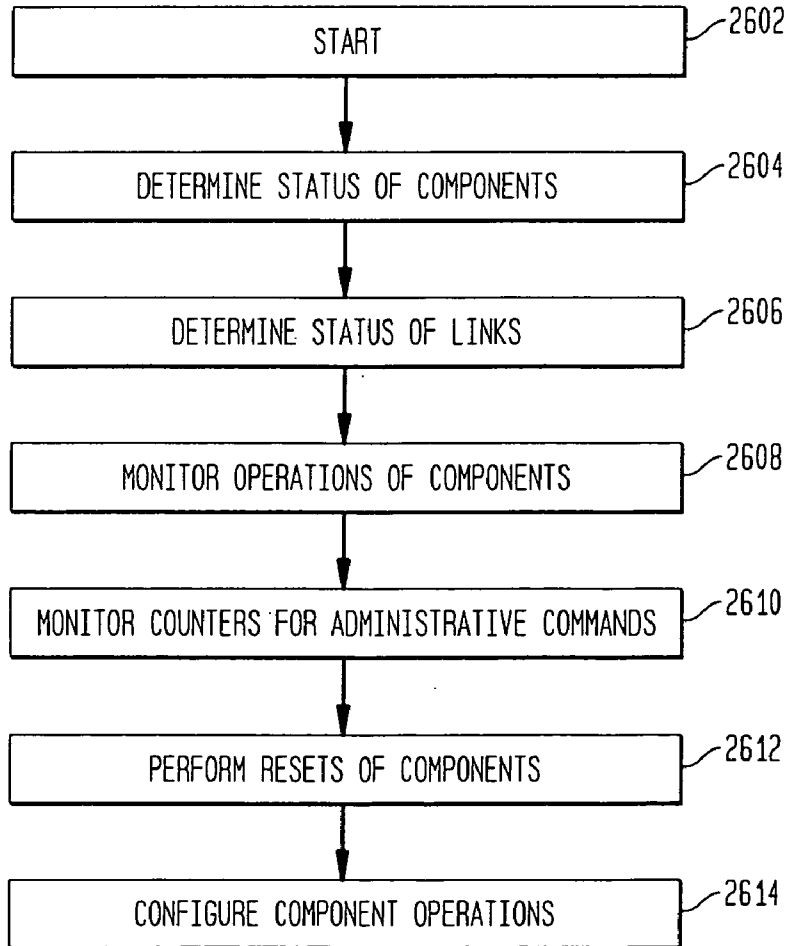 START
2602
DETERMINE STATUS OF COMPONENTS
2604
DETERMINE STATUS OF LINKS
2606
MONITOR OPERATIONS OF COMPONENTS
2608
MONITOR COUNTERS FOR ADMINISTRATIVE COMMANDS
2610
PERFORM RESETS OF COMPONENTS
2612
CONFIGURE COMPONENT OPERATIONS
2614